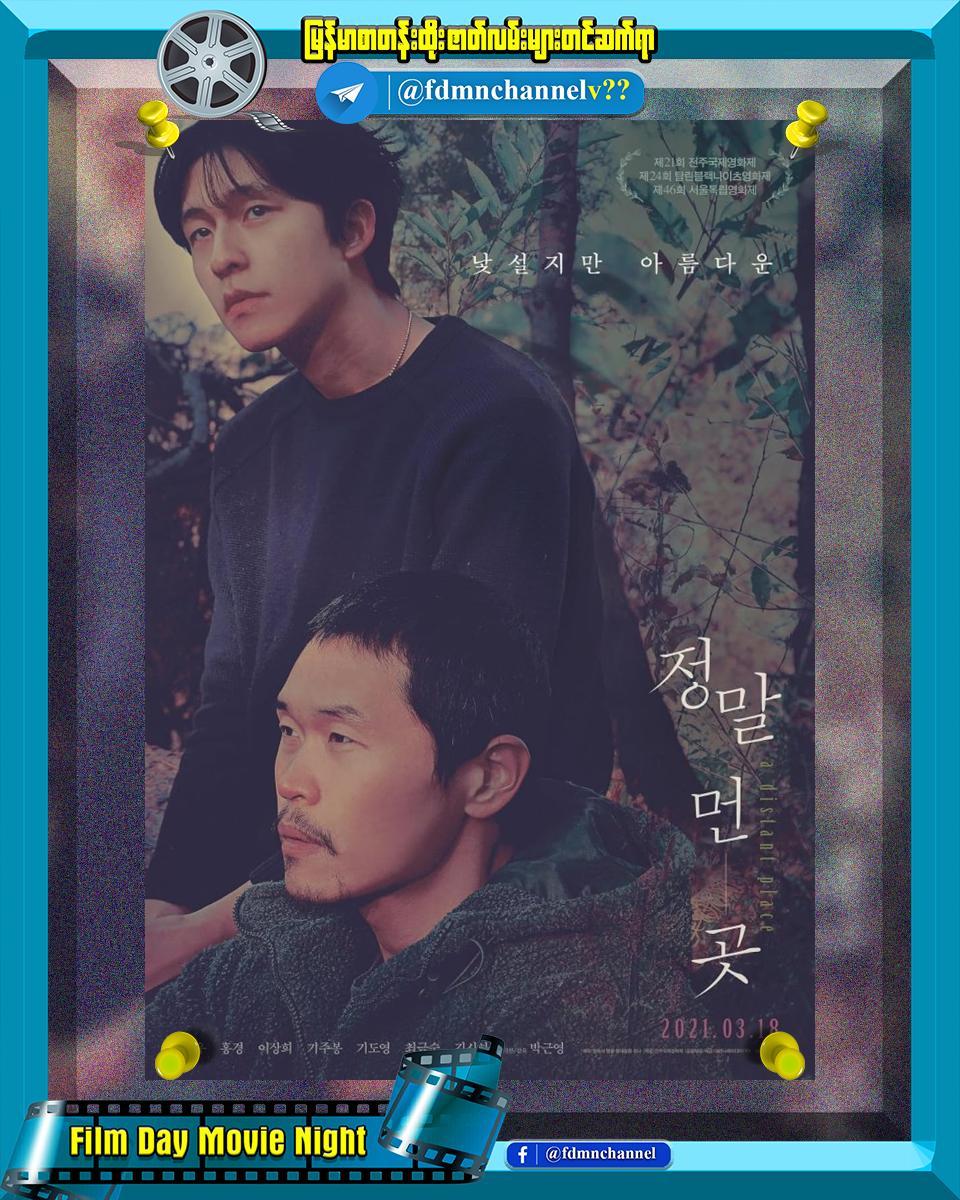 မြန်မာစာတန်းထိုးဇာတ်လမ်းများတင်ဆက်ရာ
@fdmnchannelv??
제21회 전주국제영화제
제24회 탈린블랙나이츠영화제
제46회 서울독립영화제
낯설지만 아름다운
정말
먼
곳
a distant place
2021.03.18
홍경 이상희 기주봉 기도영 최금순 박근영
Film Day Movie Night
@fdmnchannel